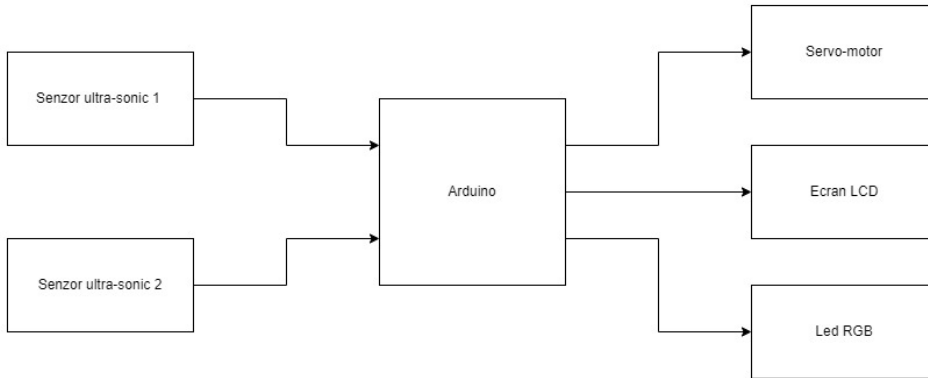 Senzor ultra-sonic 1
Senzor ultra-sonic 2
Arduino
Servo-motor
Ecran LCD
Led RGB